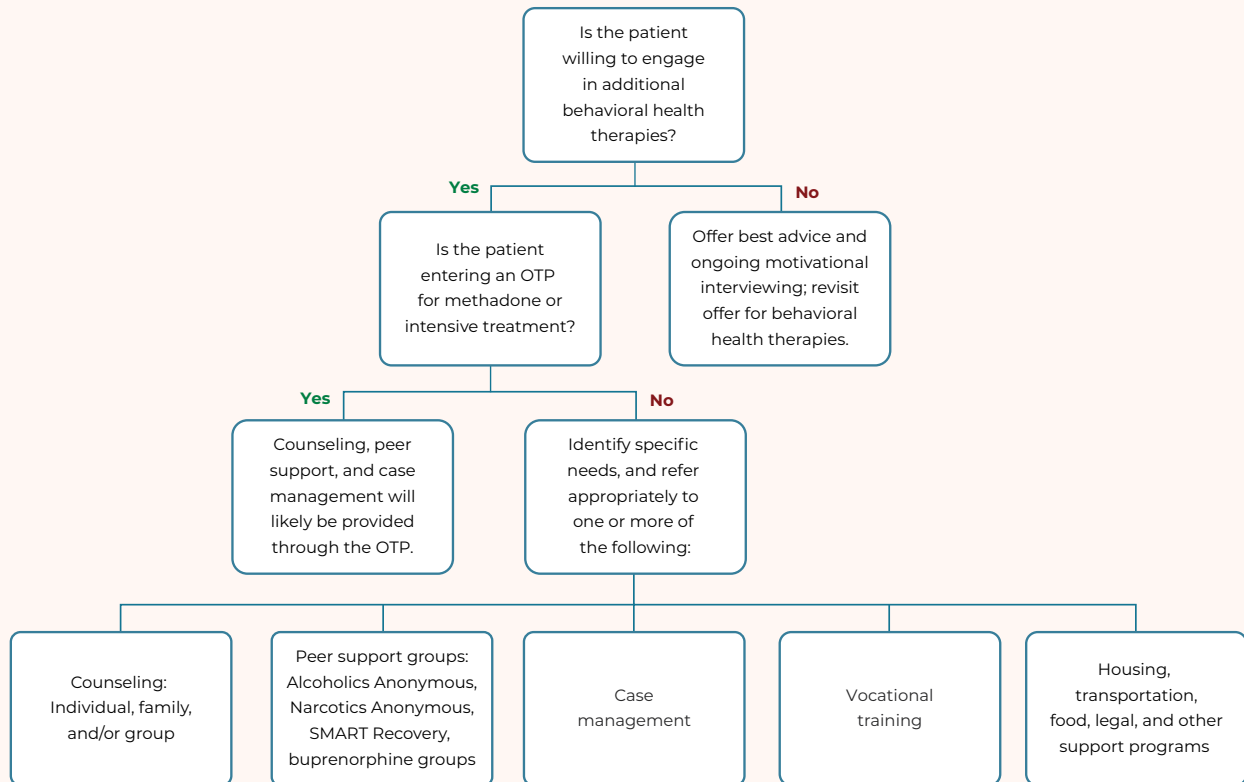 Is the patient
willing to engage
in additional
behavioral health
therapies?
Yes
No
Is the patient
entering an OTP
for methadone or
intensive treatment?
Offer best advice and
ongoing motivational
interviewing; revisit
offer for behavioral
health therapies.
Yes
No
Counseling, peer
support, and case
management will
likely be provided
through the OTP.
Identify specific
needs, and refer
appropriately to
one or more of
the following:
Counseling:
Individual, family,
and/or group
Peer support groups:
Alcoholics Anonymous,
Narcotics Anonymous,
SMART Recovery,
buprenorphine groups
Case
management
Vocational
training
Housing,
transportation,
food, legal, and other
support programs